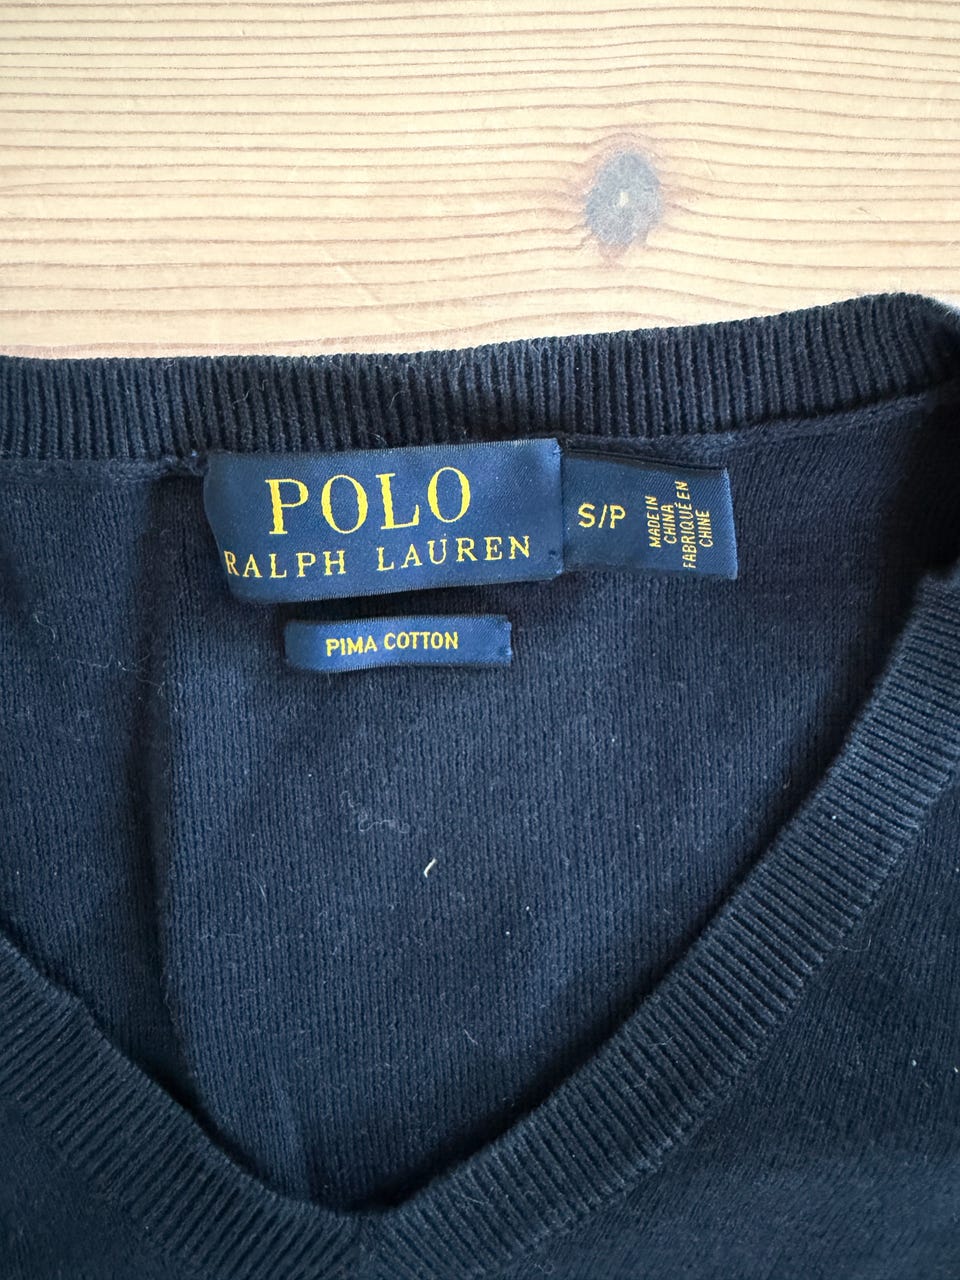 POLO
RALPH LAUREN
S/P
MADE IN
CHINA
FABRIQUÉ EN
CHINE
PIMA COTTON